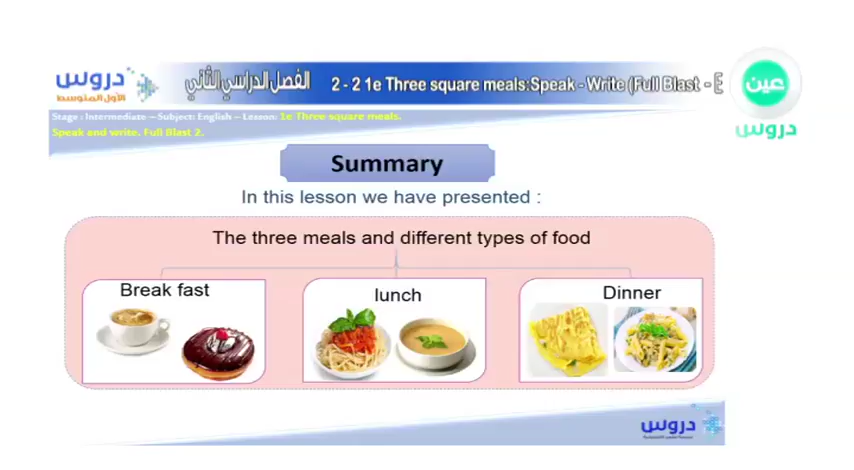 دروس
الأول المتوسط
الفصل الدراسي الثاني
2 - 2 1e Three square meals:Speak - Write (Full Blast - E
عين
دروس
Stage : Intermediate – Subject: English – Lesson: 1e Three square meals.
Speak and write. Full Blast 2.
Summary
In this lesson we have presented :
The three meals and different types of food
Break fast
lunch
Dinner
دروس